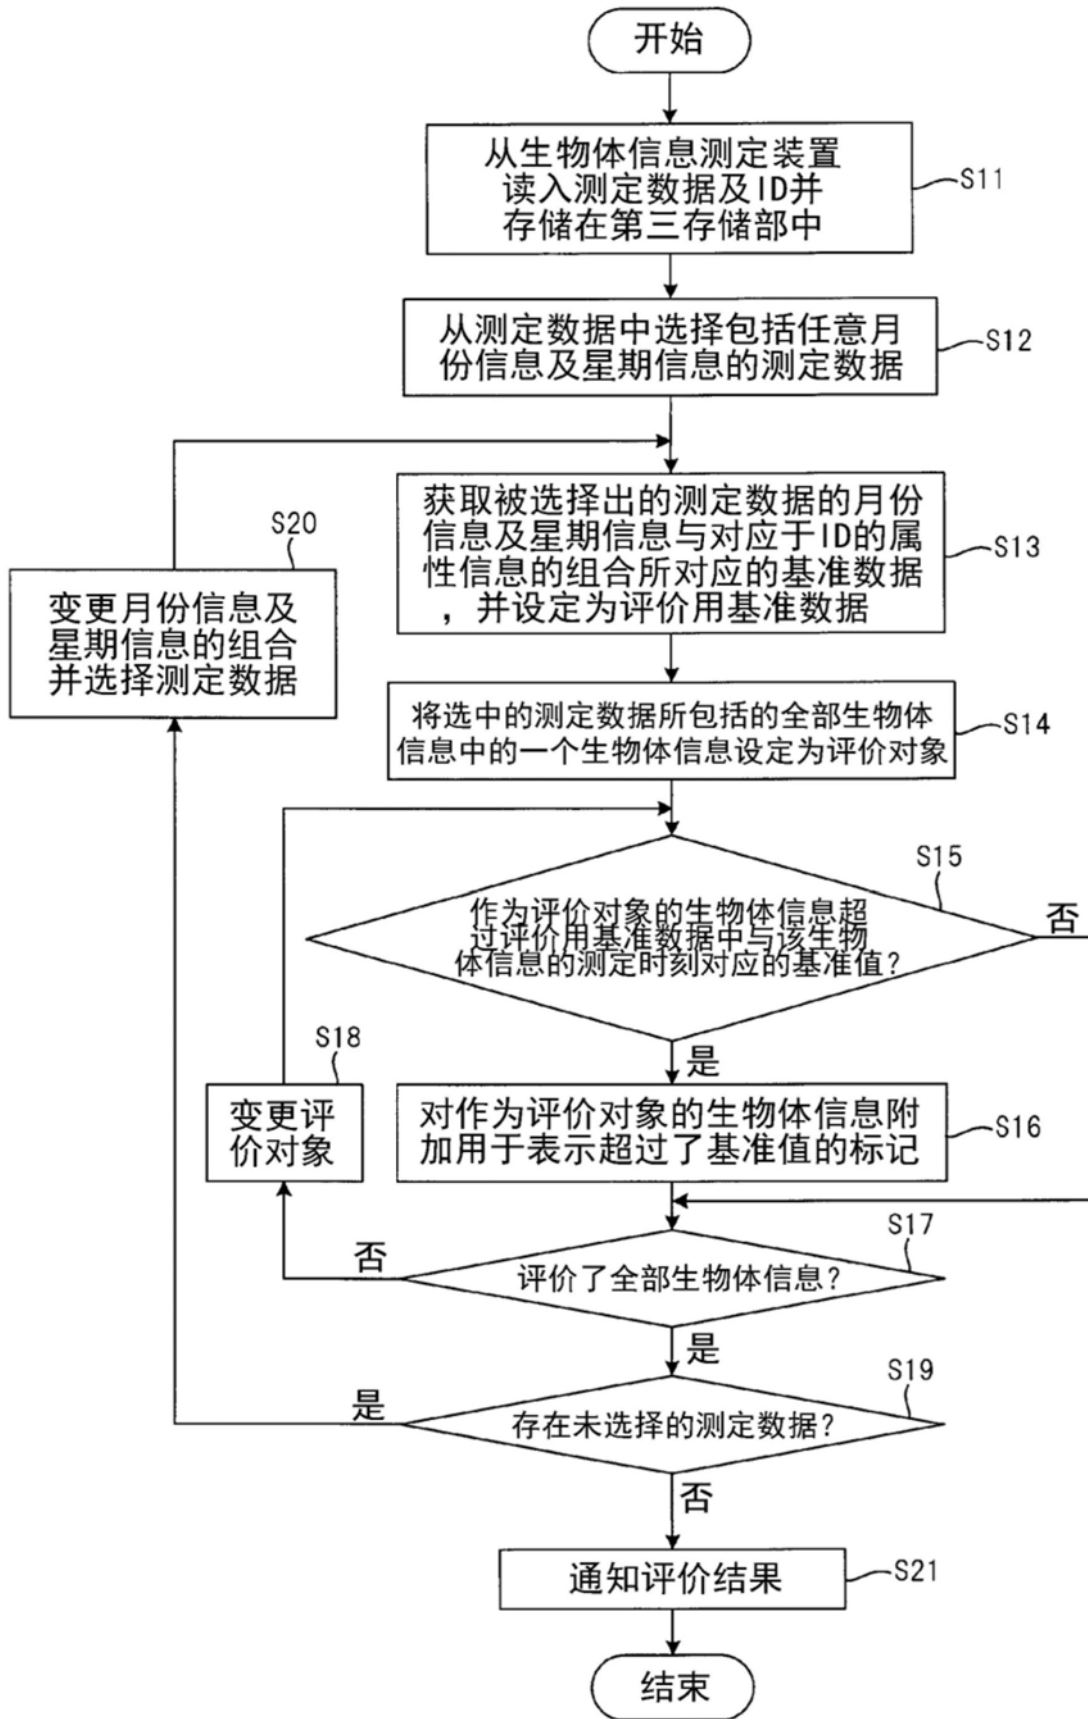 开始
从生物体信息测定装置
读入测定数据及ID并
存储在第三存储部中
S11
从测定数据中选择包括任意月
份信息及星期信息的测定数据
S12
获取被选择出的测定数据的月份
信息及星期信息与对应于ID的属
性信息的组合所对应的基准数据
，并设定为评价用基准数据
S13
S20
变更月份信息及
星期信息的组合
并选择测定数据
将选中的测定数据所包括的全部生物体
信息中的一个生物体信息设定为评价对象
S14
S15
作为评价对象的生物体信息超
过评价用基准数据中与该生物
体信息的测定时刻对应的基准值?
否
是
S18
变更评
价对象
对作为评价对象的生物体信息附
加用于表示超过了基准值的标记
S16
S17
评价了全部生物体信息?
否
是
S19
存在未选择的测定数据?
是
否
通知评价结果
S21
结束